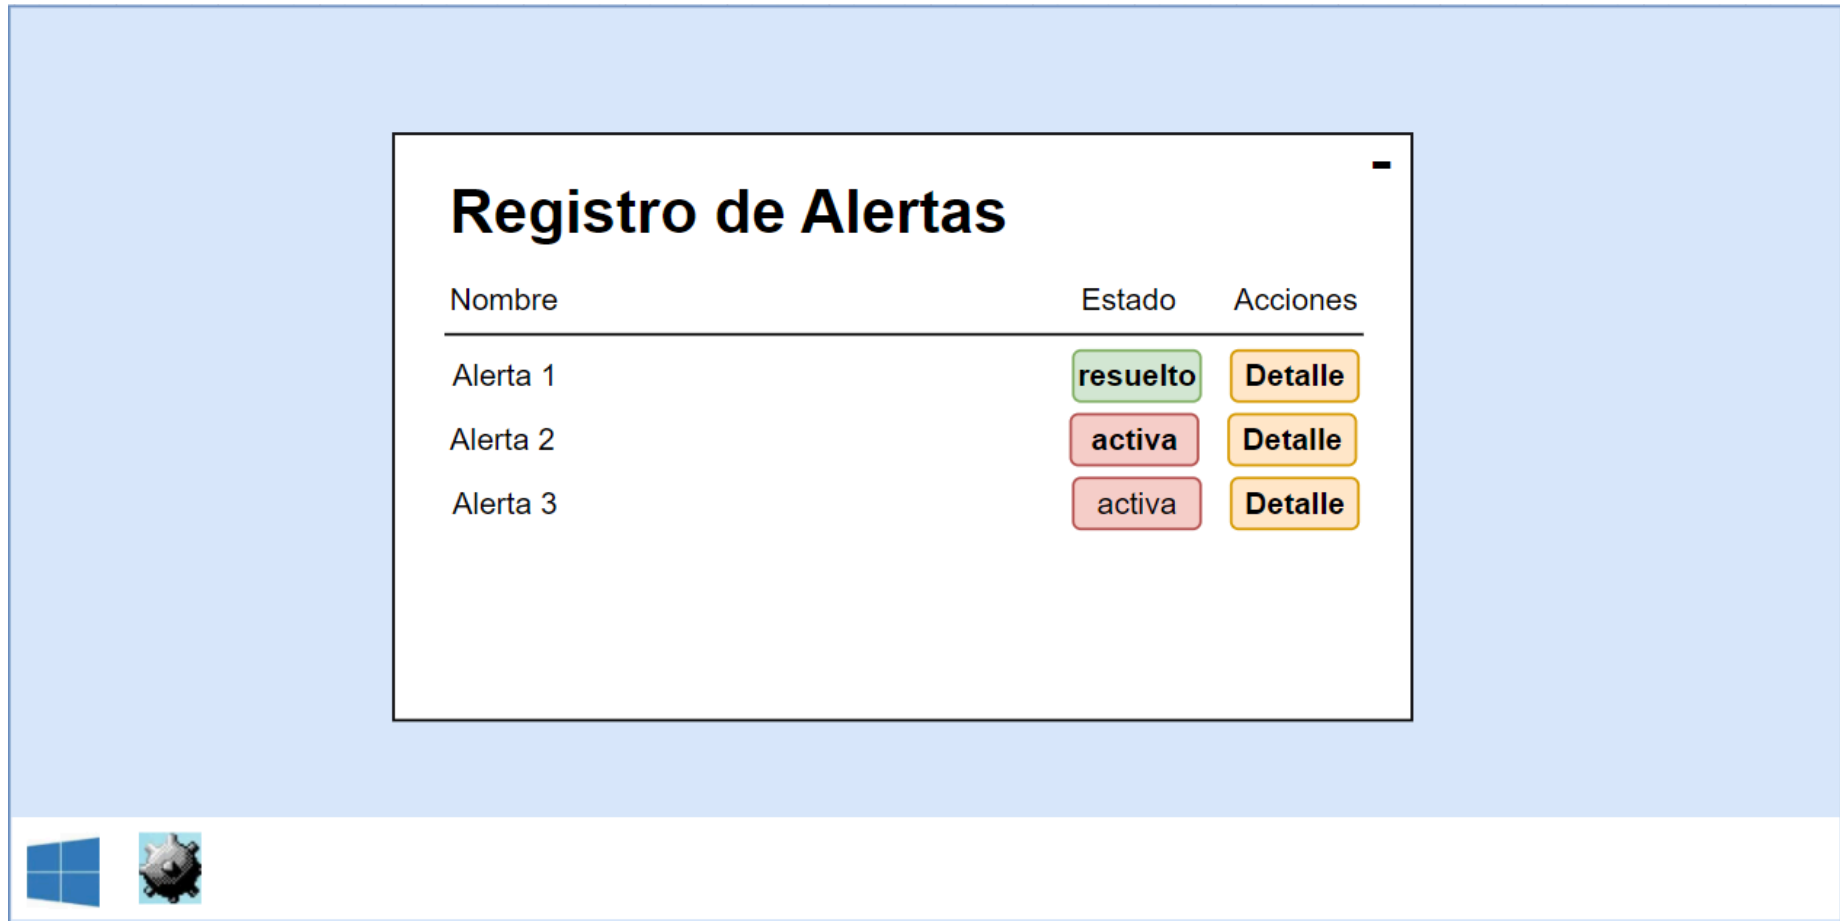 -
Registro de Alertas
Nombre Estado Acciones
Alerta 1 resuelto Detalle
Alerta 2 activa Detalle
Alerta 3 activa Detalle